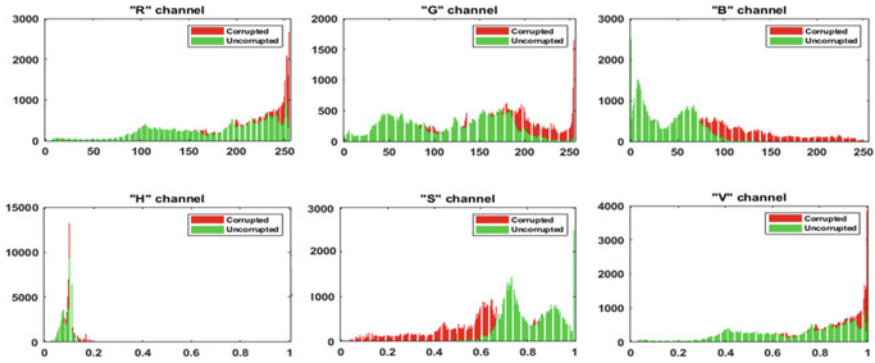 "R" channel
3000
2000
1000
0
0 50 100 150 200 250
Corrupted
Uncorrupted
"G" channel
2000
1500
1000
500
0
0 50 100 150 200 250
Corrupted
Uncorrupted
"B" channel
3000
2000
1000
0
0 50 100 150 200 250
Corrupted
Uncorrupted
"H" channel
15000
10000
5000
0
0 0.2 0.4 0.6 0.8 1
Corrupted
Uncorrupted
"S" channel
3000
2000
1000
0
0 0.2 0.4 0.6 0.8 1
Corrupted
Uncorrupted
"V" channel
4000
3000
2000
1000
0
0 0.2 0.4 0.6 0.8 1
Corrupted
Uncorrupted